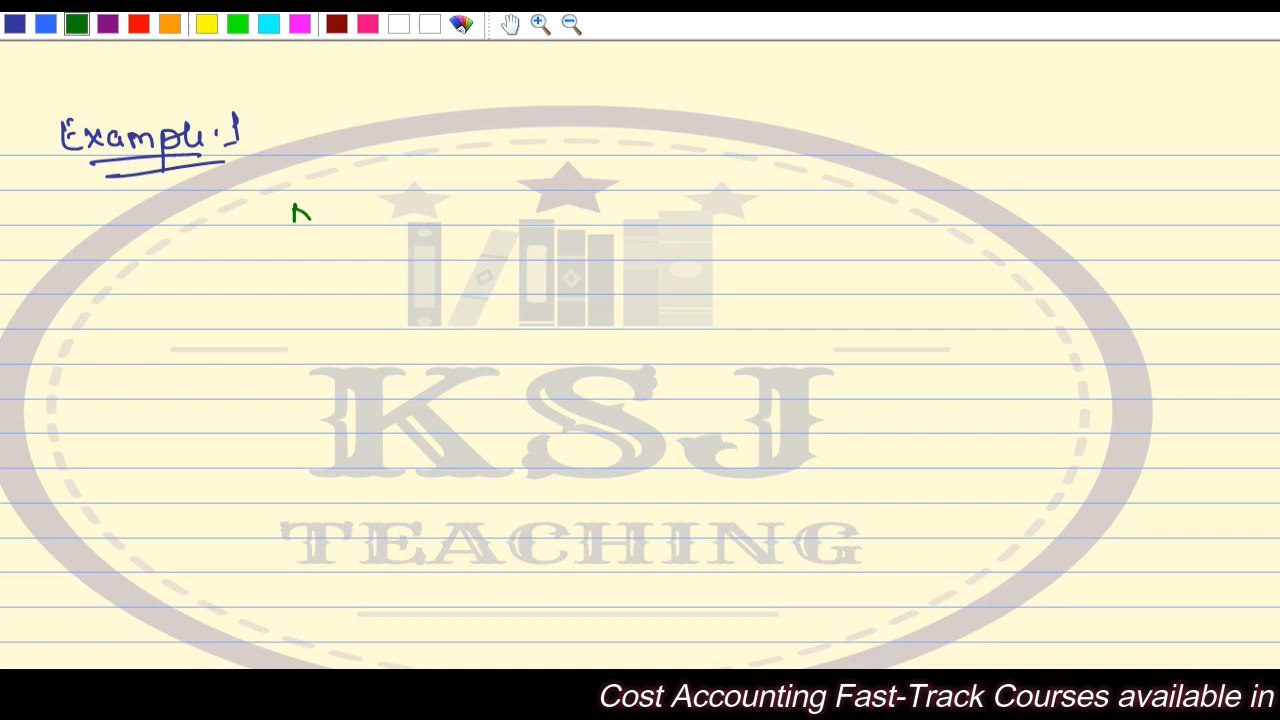 Example.1
KSJ
TEACHING
Cost Accounting Fast-Track Courses available in